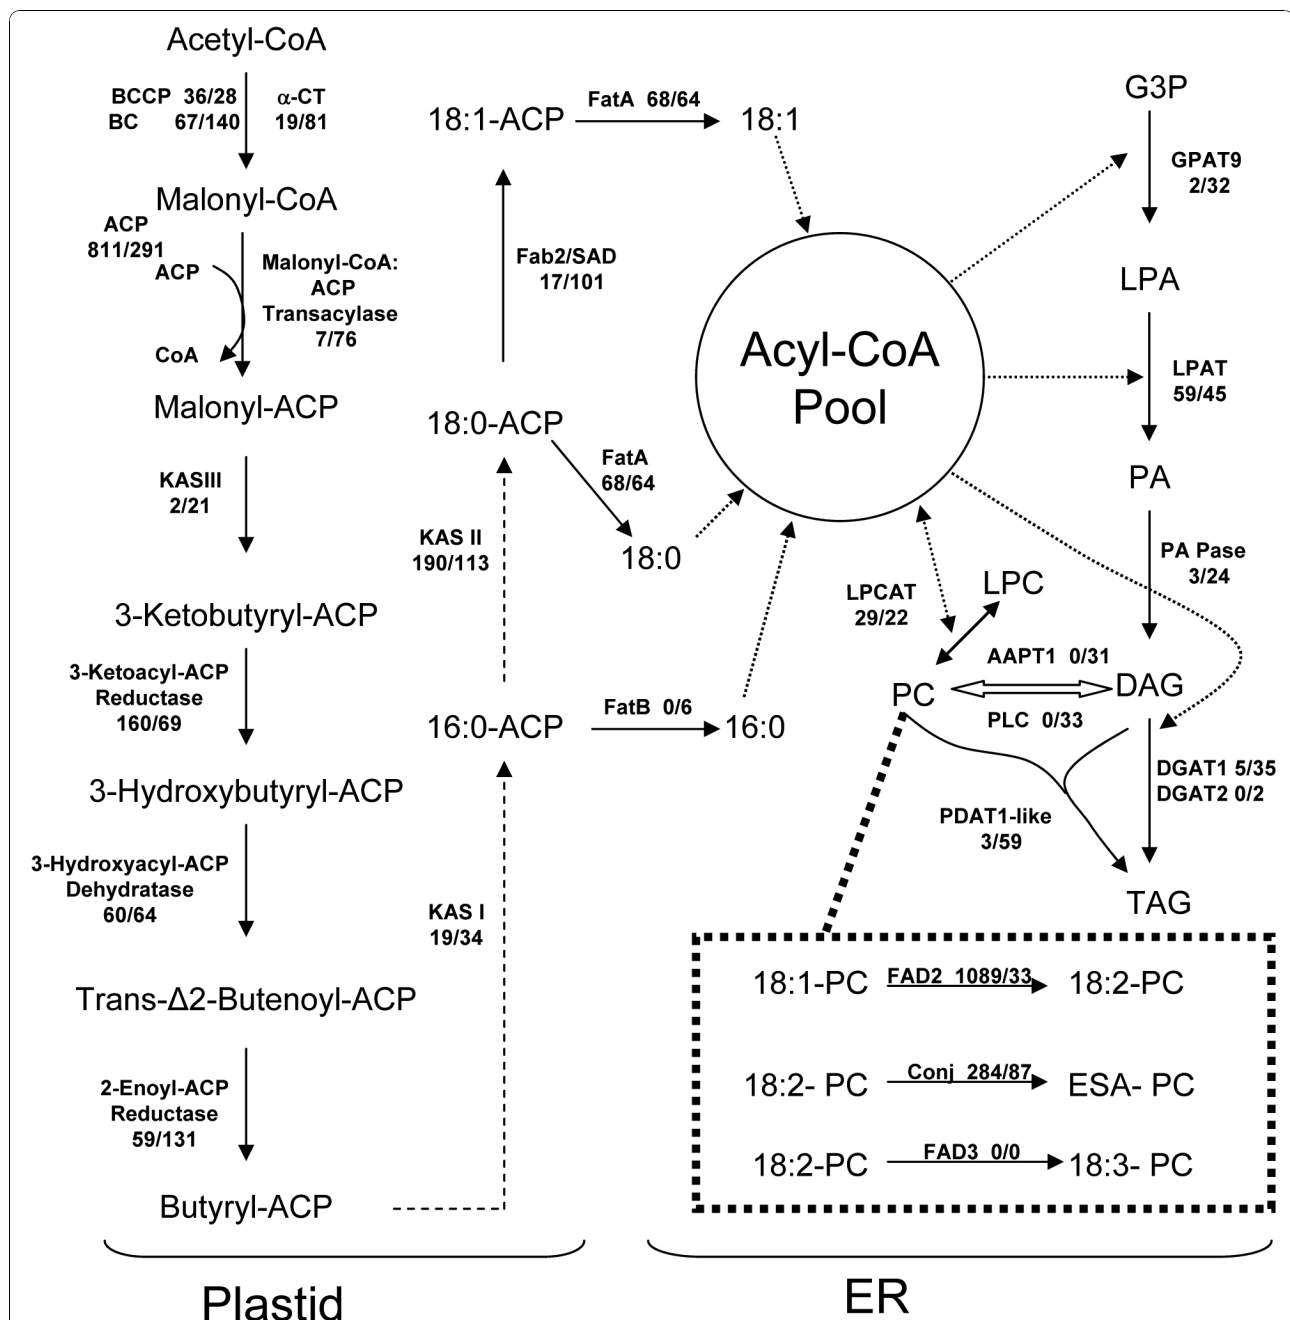 Acetyl-CoA
BCCP 36/28
BC 67/140
α-CT
19/81
Malonyl-CoA
ACP
811/291
ACP
CoA
Malonyl-CoA:
ACP
Transacylase
7/76
Malonyl-ACP
KASIII
2/21
3-Ketobutyryl-ACP
3-Ketoacyl-ACP
Reductase
160/69
3-Hydroxybutyryl-ACP
3-Hydroxyacyl-ACP
Dehydratase
60/64
Trans-Δ2-Butenoyl-ACP
2-Enoyl-ACP
Reductase
59/131
Butyryl-ACP
KAS I
19/34
16:0-ACP
FatB 0/6
16:0
KAS II
190/113
18:0-ACP
FatA
68/64
18:0
Fab2/SAD
17/101
18:1-ACP
FatA 68/64
18:1
Acyl-CoA
Pool
G3P
GPAT9
2/32
LPA
LPAT
59/45
PA
PA Pase
3/24
LPCAT
29/22
LPC
AAPT1 0/31
PC
DAG
PLC 0/33
DGAT1 5/35
DGAT2 0/2
PDAT1-like
3/59
TAG
18:1-PC FAD2 1089/33 18:2-PC
18:2- PC Conj 284/87 ESA- PC
18:2-PC FAD3 0/0 18:3- PC
Plastid
ER